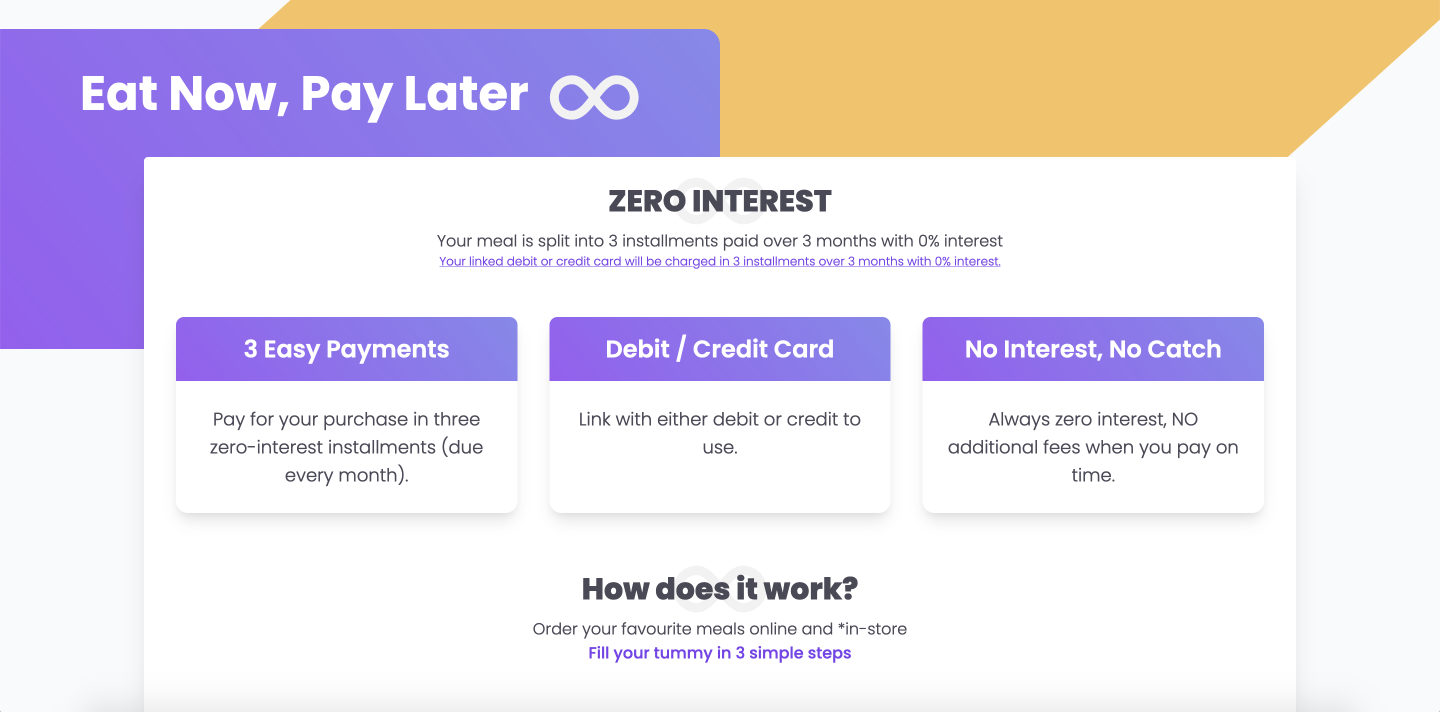 Eat Now, Pay Later
ZERO INTEREST
Your meal is split into 3 installments paid over 3 months with 0% interest
Your linked debit or credit card will be charged in 3 installments over 3 months with 0% interest.
3 Easy Payments
Pay for your purchase in three
zero-interest installments (due
every month).
Debit / Credit Card
Link with either debit or credit to
use.
No Interest, No Catch
Always zero interest, NO
additional fees when you pay on
time.
How does it work?
Order your favourite meals online and *in-store
Fill your tummy in 3 simple steps